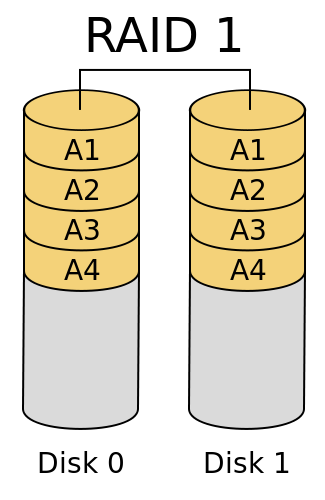 RAID 1
A1 A1
A2 A2
A3 A3
A4 A4
Disk 0 Disk 1